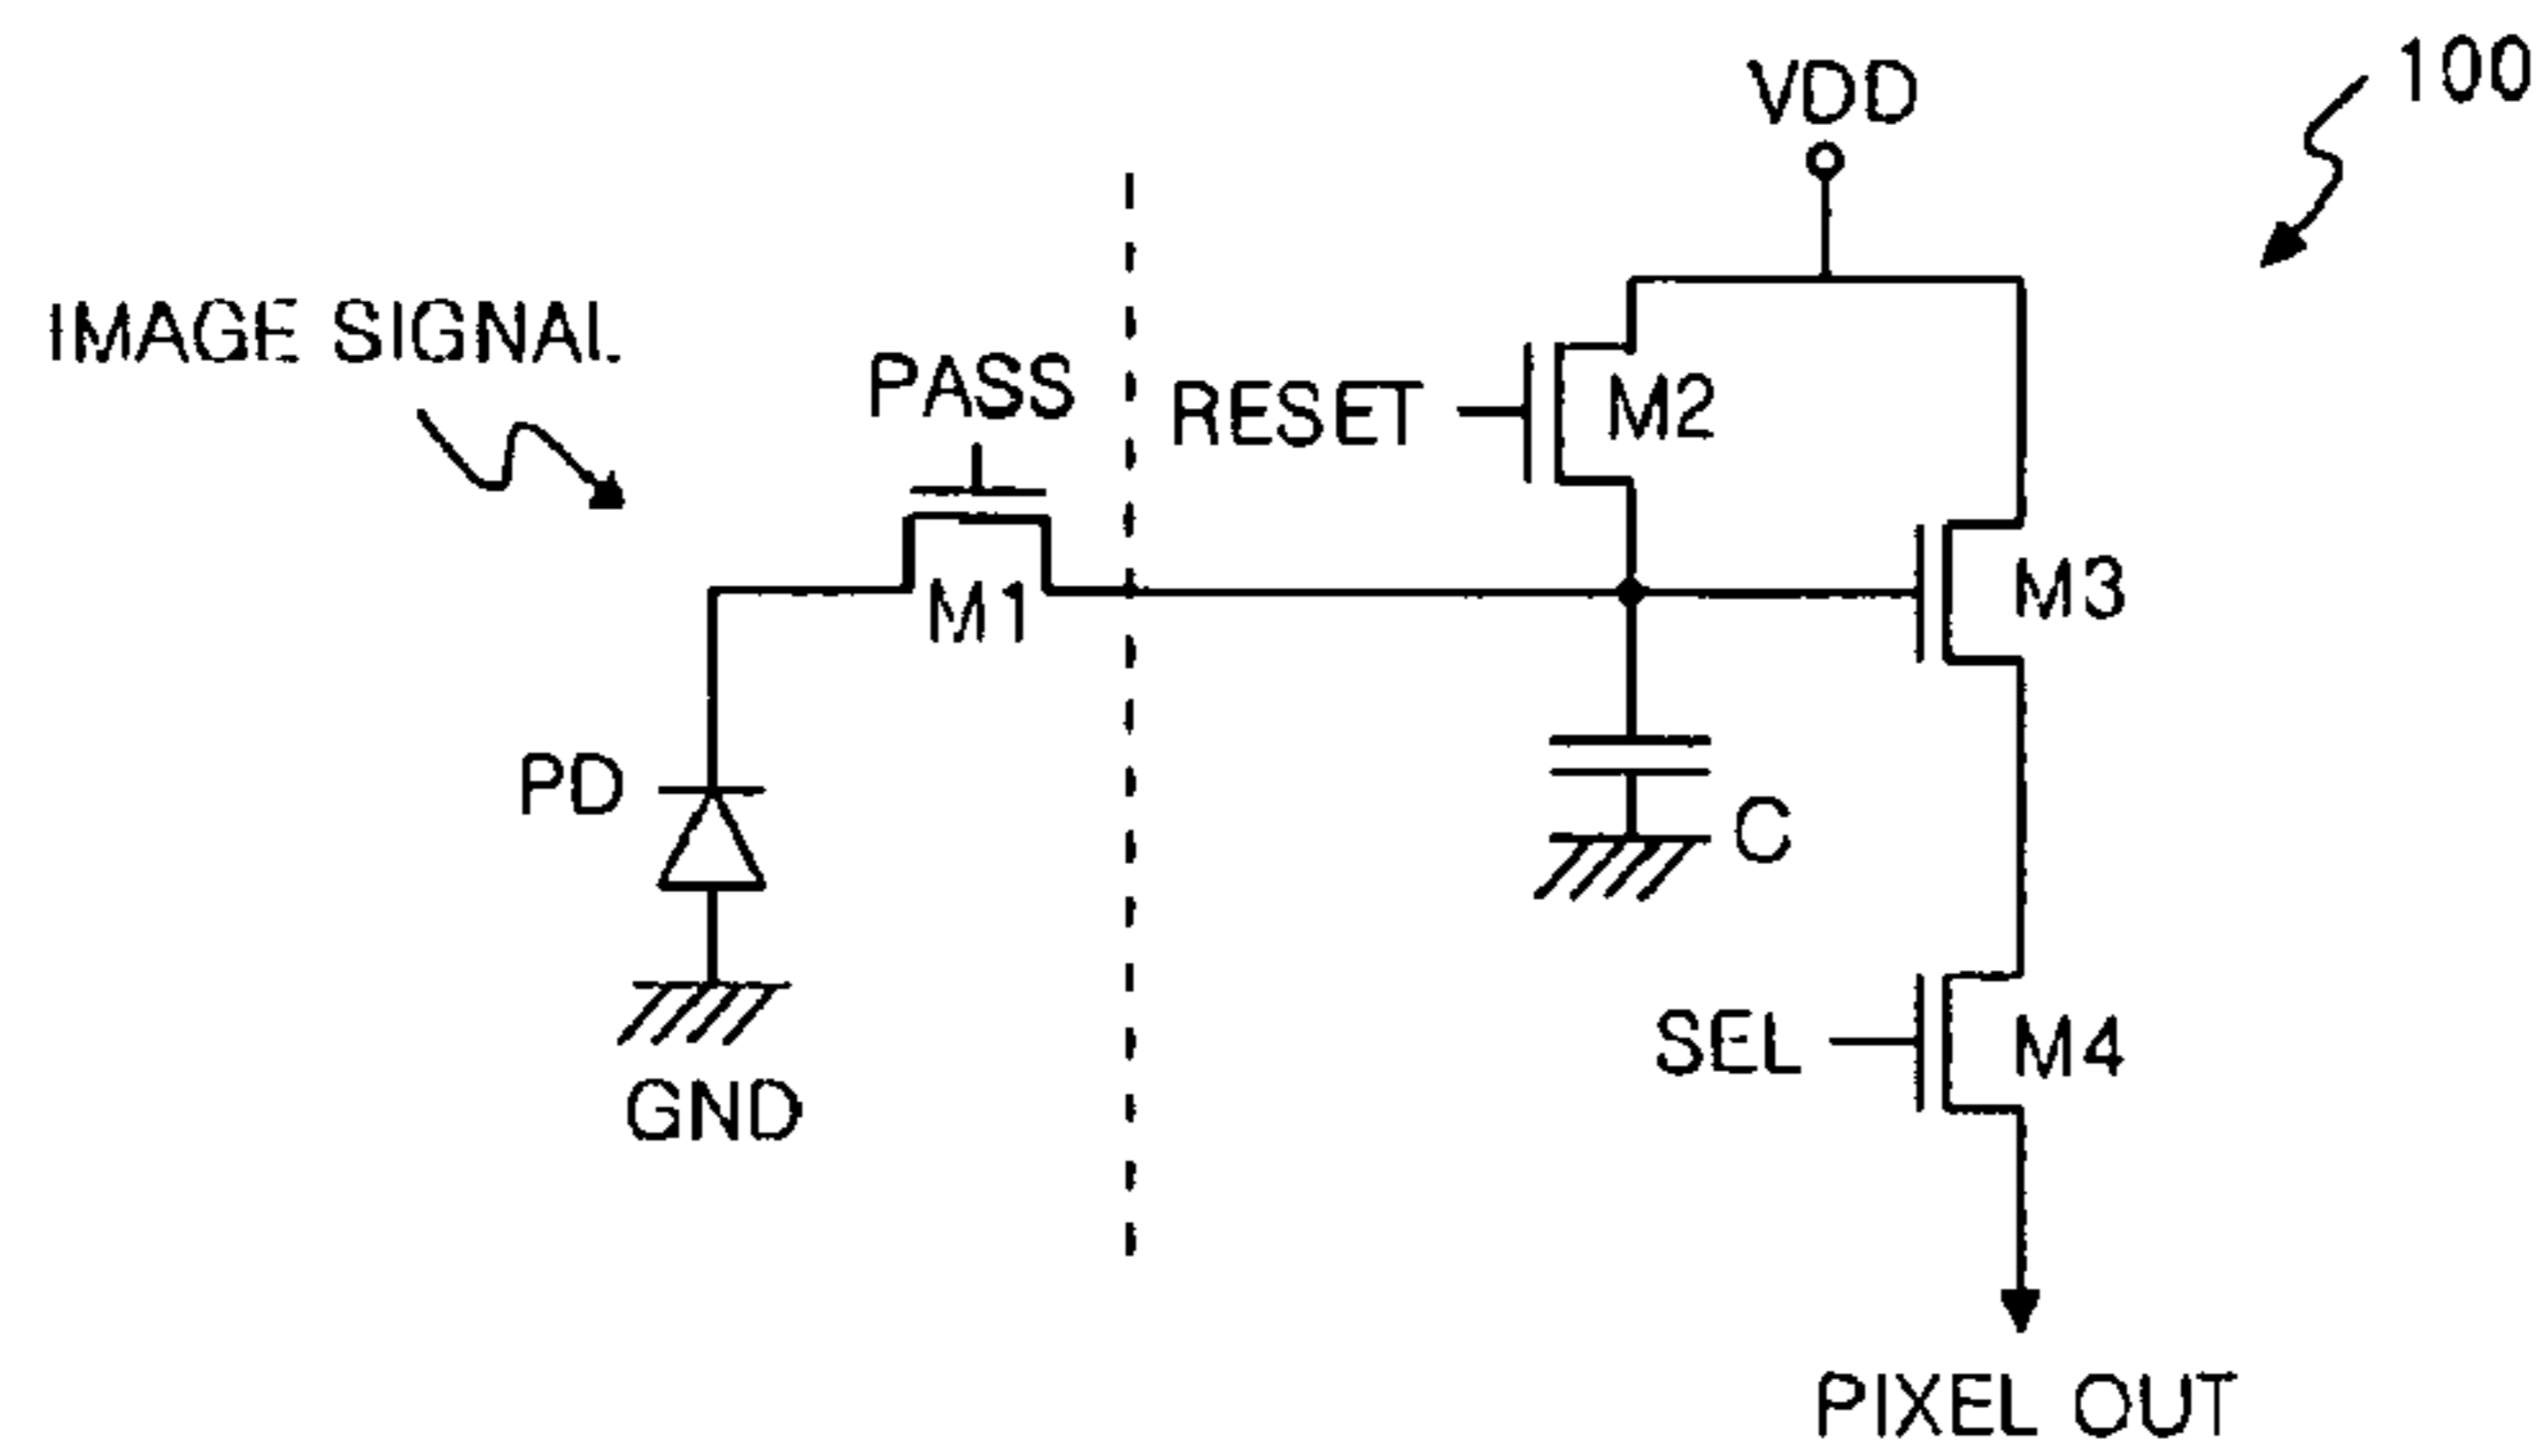 100
VDD
IMAGE SIGNAL
PASS
RESET
M2
M1
M3
PD
C
SEL
M4
GND
PIXEL OUT